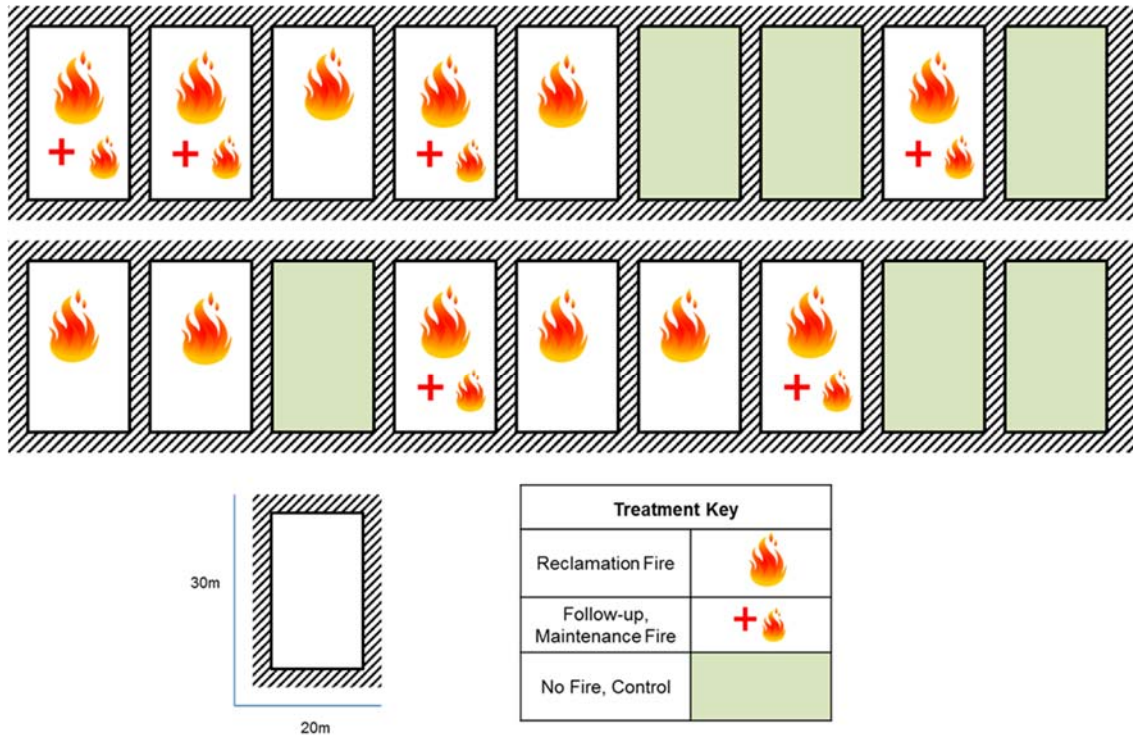 30m
20m
Treatment Key
Reclamation Fire
Follow-up,
Maintenance Fire
No Fire, Control